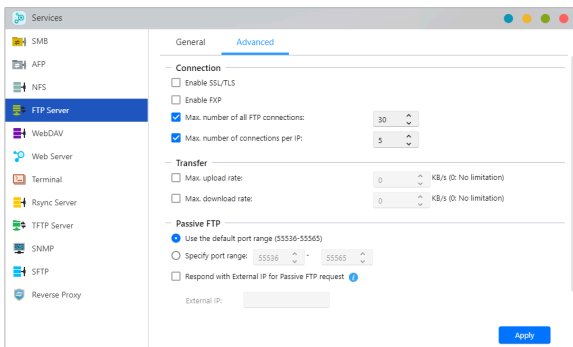 Services
SMB
AFP
NFS
FTP Server
WebDAV
Web Server
Terminal
Rsync Server
TFTP Server
SNMP
SFTP
Reverse Proxy
General Advanced
Connection
Enable SSL/TLS
Enable FXP
Max. number of all FTP connections: 30
Max. number of connections per IP: 5
Transfer
Max. upload rate: 0 KB/s (0: No limitation)
Max. download rate: 0 KB/s (0: No limitation)
Passive FTP
Use the default port range (55536-55565)
Specify port range: 55536 - 55565
Respond with External IP for Passive FTP request i
External IP:
Apply